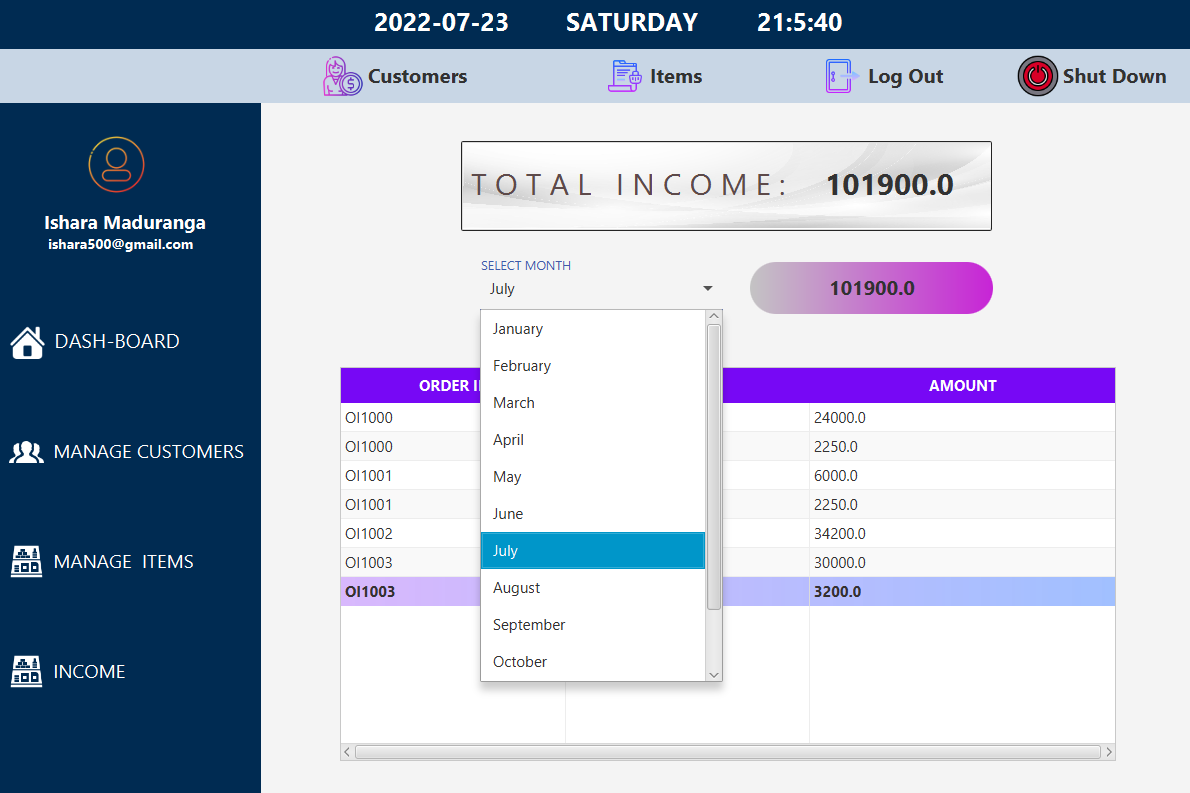 2022-07-23 SATURDAY 21:5:40
Customers Items Log Out Shut Down
Ishara Maduranga
ishara500@gmail.com
DASH-BOARD
MANAGE CUSTOMERS
MANAGE ITEMS
INCOME
TOTAL INCOME: 101900.0
SELECT MONTH
July
101900.0
January
February
March
April
May
June
July
August
September
October
ORDER AMOUNT
OI1000 24000.0
OI1000 2250.0
OI1001 6000.0
OI1001 2250.0
OI1002 34200.0
OI1003 30000.0
OI1003 3200.0